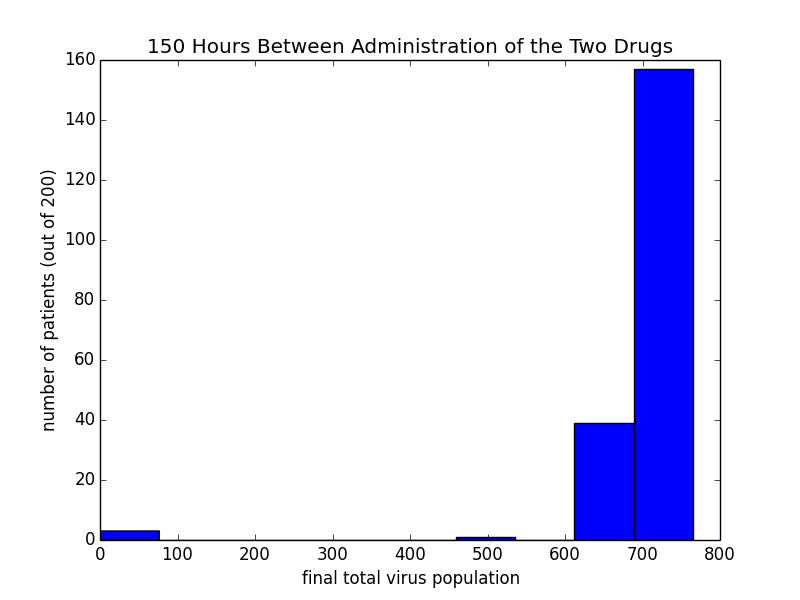 150 Hours Between Administration of the Two Drugs
160
140
120
100
80
60
40
20
0
number of patients (out of 200)
0 100 200 300 400 500 600 700 800
final total virus population